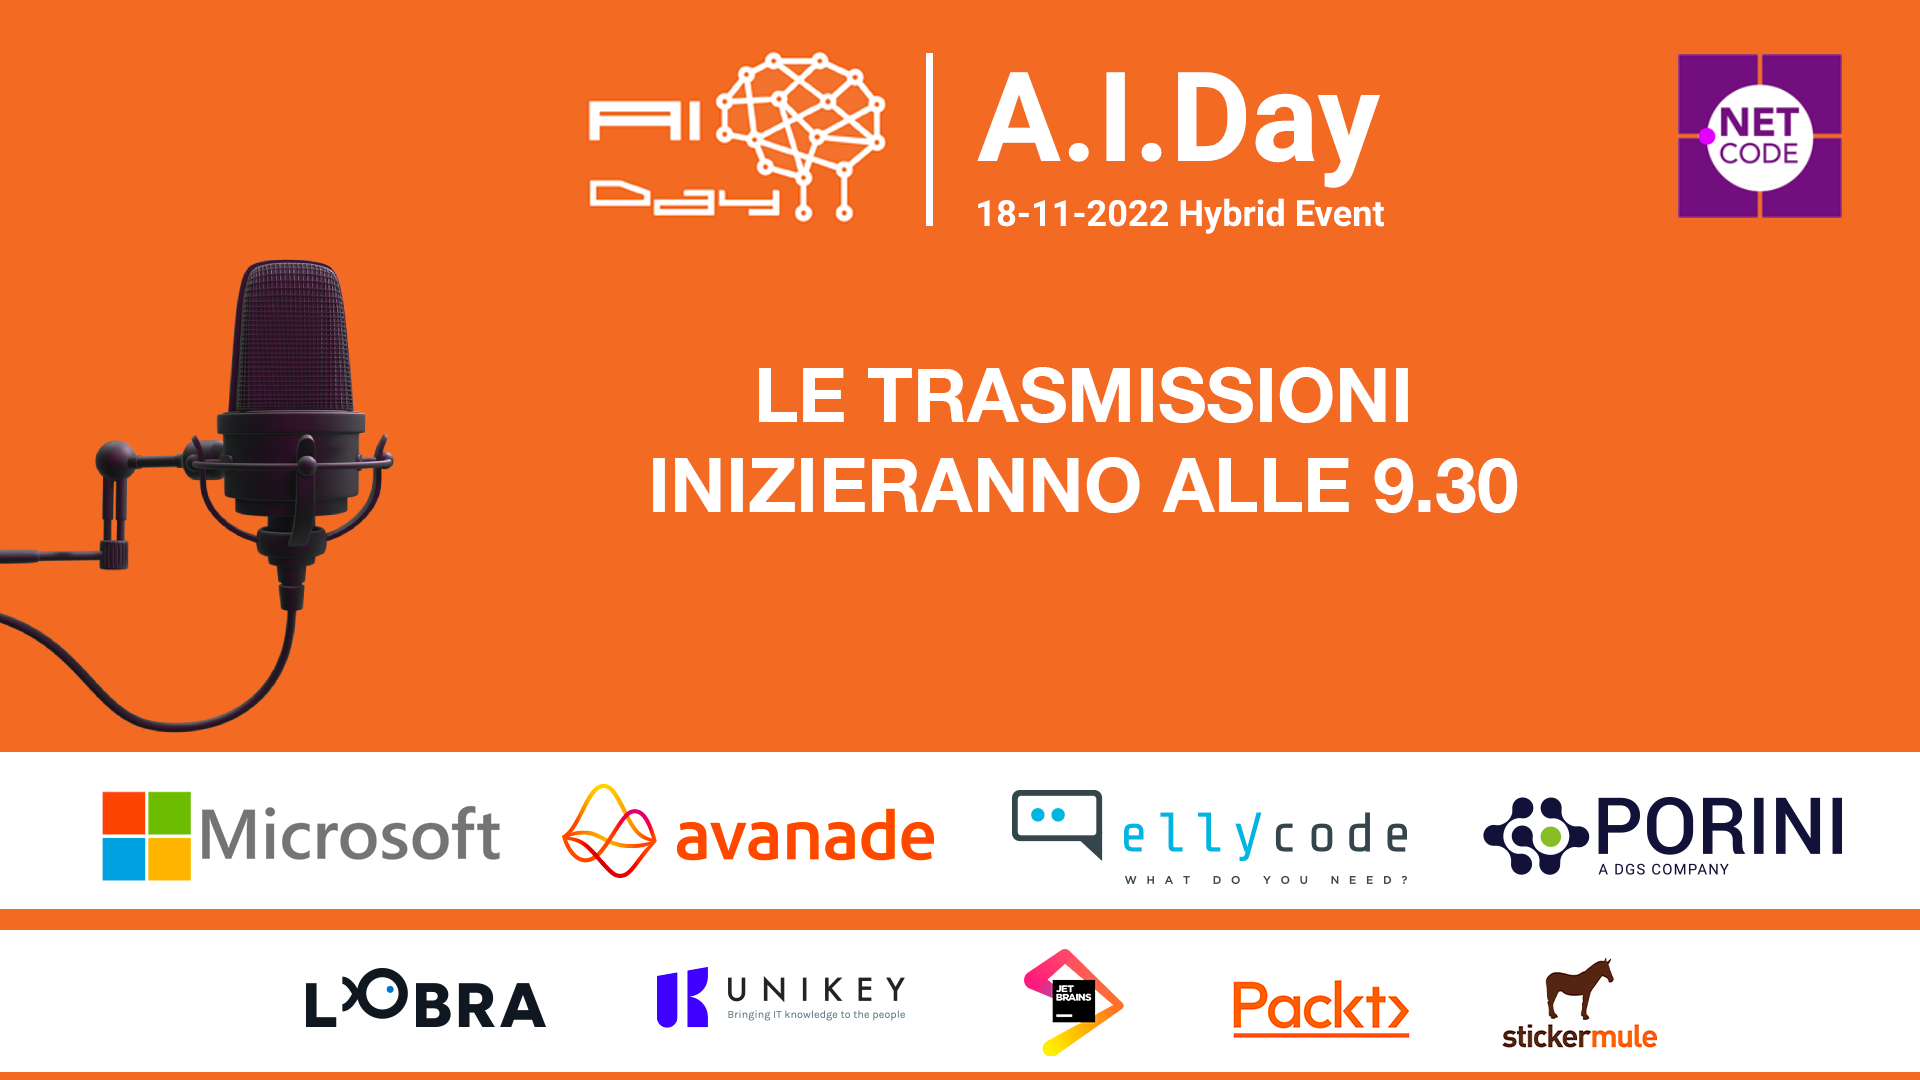 AI
Day
A.I.Day
18-11-2022 Hybrid Event
NET
CODE
LE TRASMISSIONI
INIZIERANNO ALLE 9.30
Microsoft
avanade
ellycode
WHAT DO YOU NEED?
PORINI
A DGS COMPANY
LOBRA
UNIKEY
Bringing IT knowledge to the people
JET
BRAINS
Packt
stickermule